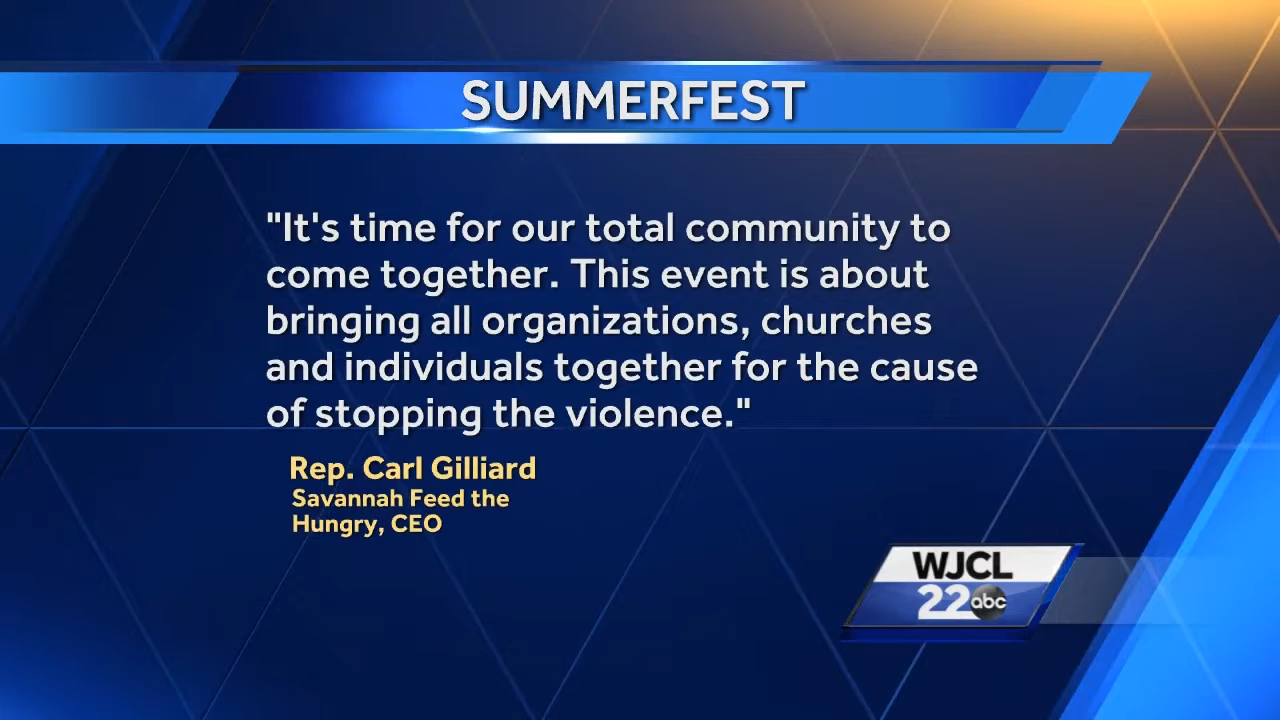 SUMMERFEST
"It's time for our total community to
come together. This event is about
bringing all organizations, churches
and individuals together for the cause
of stopping the violence."
Rep. Carl Gilliard
Savannah Feed the
Hungry, CEO
WJCL
22 abc